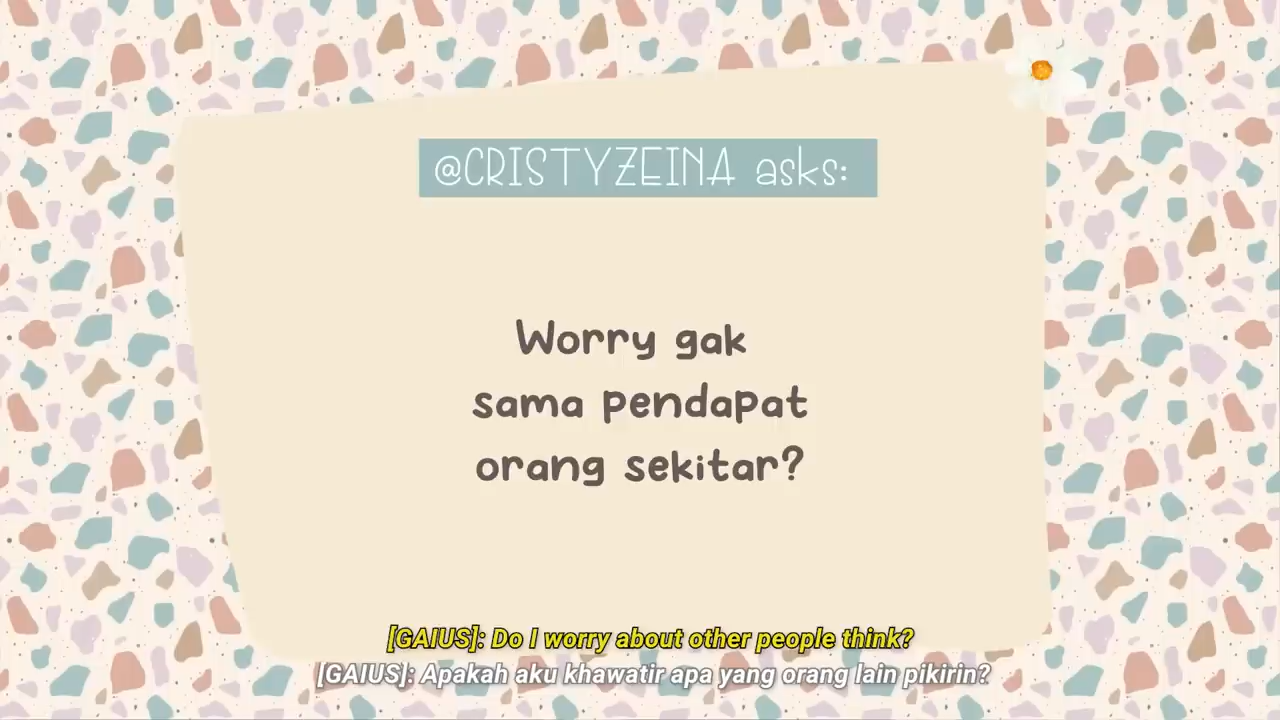 @CRISTYZEINA asks:
Worry gak
sama pendapat
orang sekitar?
[GAIUS]: Do I worry about other people think?
[GAIUS]: Apakah aku khawatir apa yang orang lain pikirin?